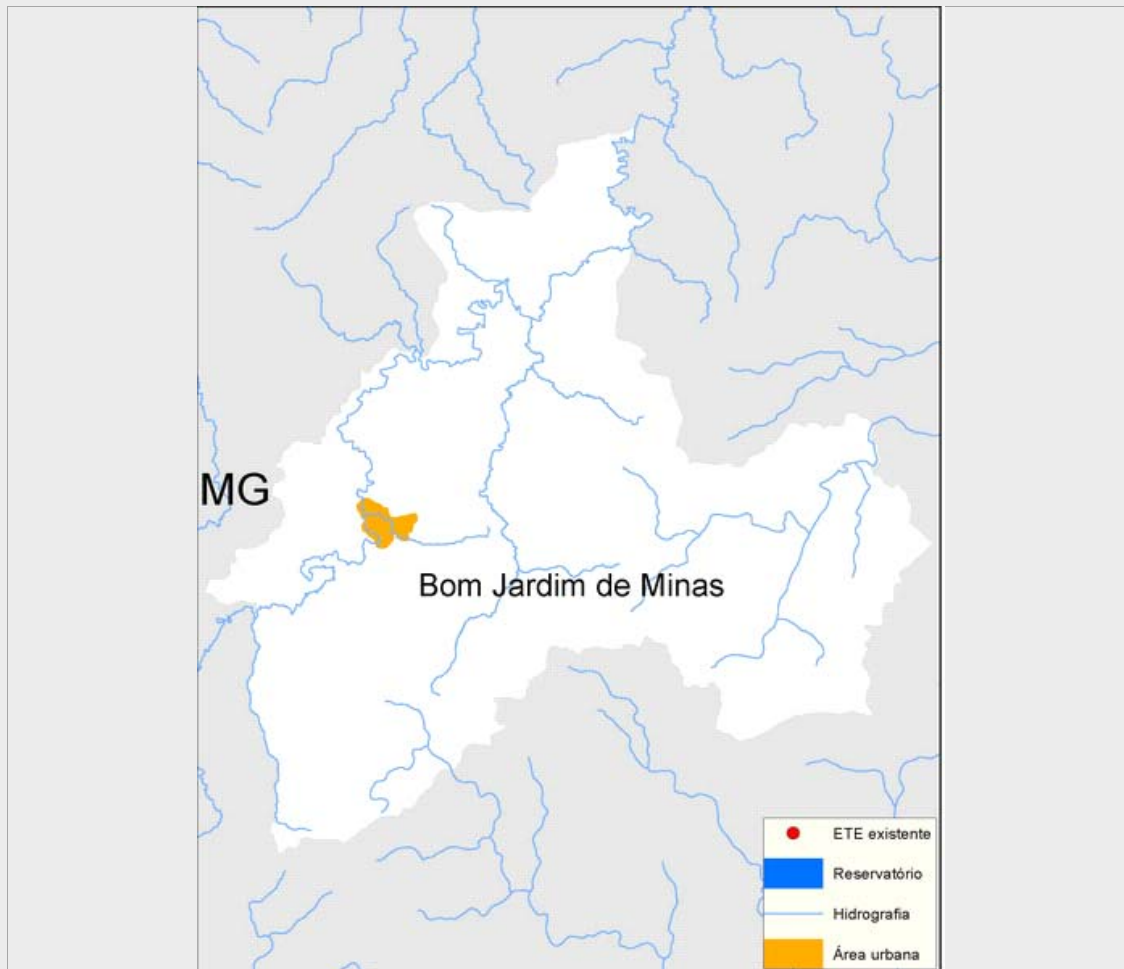 MG
Bom Jardim de Minas
ETE existente
Reservatório
Hidrografia
Área urbana